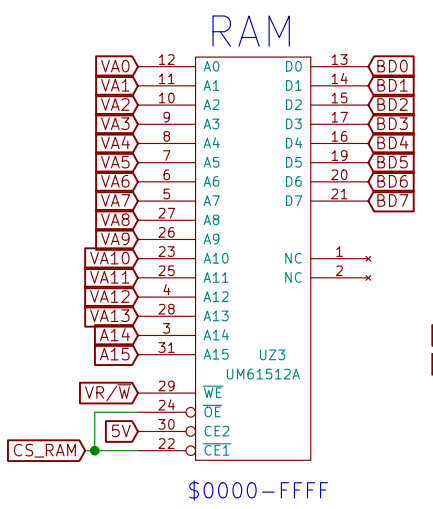 RAM
VA0 12 A0 D0 13 BD0
VA1 11 A1 D1 14 BD1
VA2 10 A2 D2 15 BD2
VA3 9 A3 D3 17 BD3
VA4 8 A4 D4 16 BD4
VA5 7 A5 D5 19 BD5
VA6 6 A6 D6 20 BD6
VA7 5 A7 D7 21 BD7
VA8 27 A8
VA9 26 A9
VA10 23 A10 NC 1
VA11 25 A11 NC 2
VA12 4 A12
VA13 28 A13
A14 3 A14
A15 31 A15 UZ3
UM61512A
VR/W̅ 29 W̅E̅
24 O̅E̅
5V 30 CE2
CS_RAM 22 C̅E̅1̅
$0000-FFFF